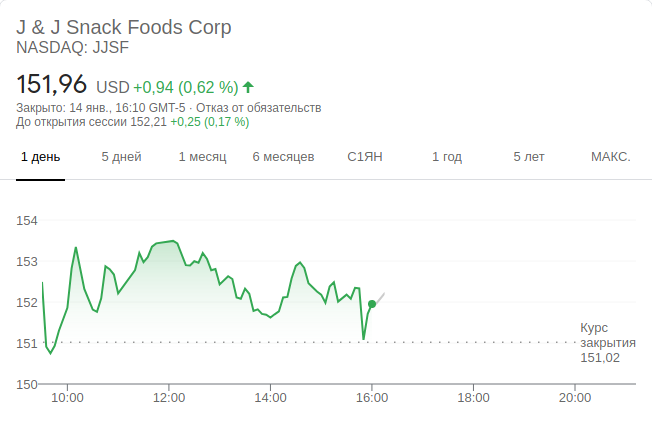 J & J Snack Foods Corp
NASDAQ: JJSF
151,96 USD +0,94 (0,62 %)
Закрыто: 14 янв., 16:10 GMT-5 · Отказ от обязательств
До открытия сессии 152,21 +0,25 (0,17 %)
1 день 5 дней 1 месяц 6 месяцев С1ЯН 1 год 5 лет МАКС.
154
153
152
151
Курс
закрытия
151,02
150
10:00 12:00 14:00 16:00 18:00 20:00